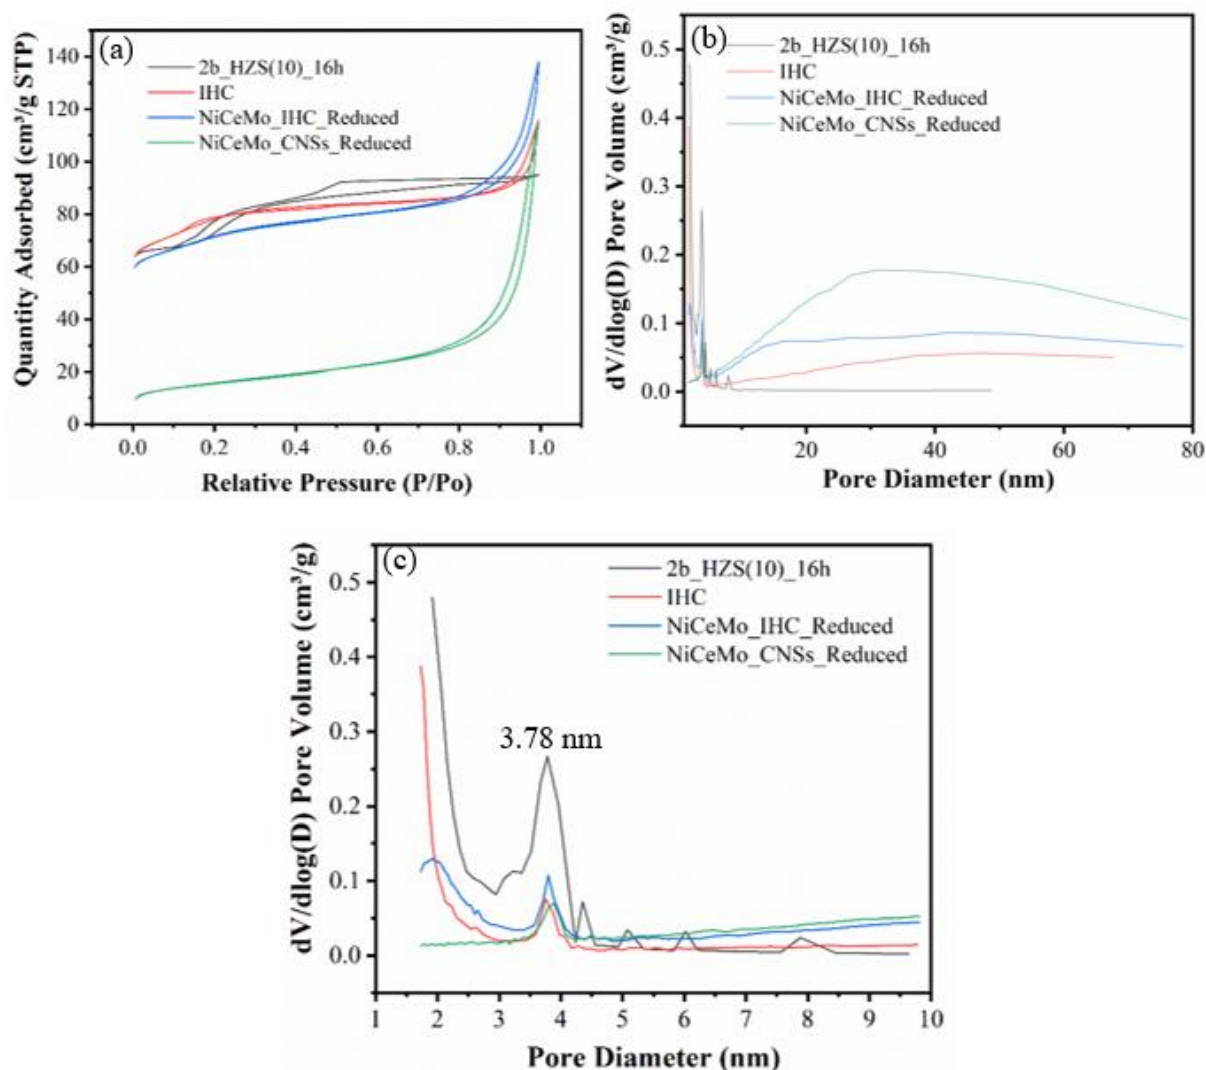 (a)
2b_HZS(10)_16h
IHC
NiCeMo_IHC_Reduced
NiCeMo_CNSs_Reduced
Quantity Adsorbed (cm³/g STP)
140
120
100
80
60
40
20
0
0.0 0.2 0.4 0.6 0.8 1.0
Relative Pressure (P/Po)
(b)
2b_HZS(10)_16h
IHC
NiCeMo_IHC_Reduced
NiCeMo_CNSs_Reduced
dV/dlog(D) Pore Volume (cm³/g)
0.5
0.4
0.3
0.2
0.1
0.0
20 40 60 80
Pore Diameter (nm)
(c)
2b_HZS(10)_16h
IHC
NiCeMo_IHC_Reduced
NiCeMo_CNSs_Reduced
3.78 nm
dV/dlog(D) Pore Volume (cm³/g)
0.5
0.4
0.3
0.2
0.1
0.0
1 2 3 4 5 6 7 8 9 10
Pore Diameter (nm)